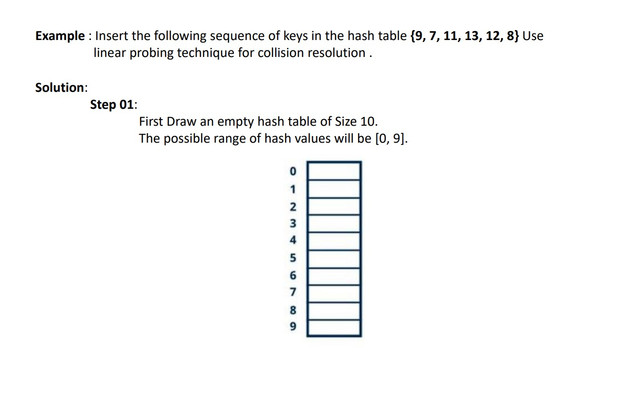 Example : Insert the following sequence of keys in the hash table {9, 7, 11, 13, 12, 8} Use
linear probing technique for collision resolution .
Solution:
Step 01:
First Draw an empty hash table of Size 10.
The possible range of hash values will be [0, 9].
0
1
2
3
4
5
6
7
8
9